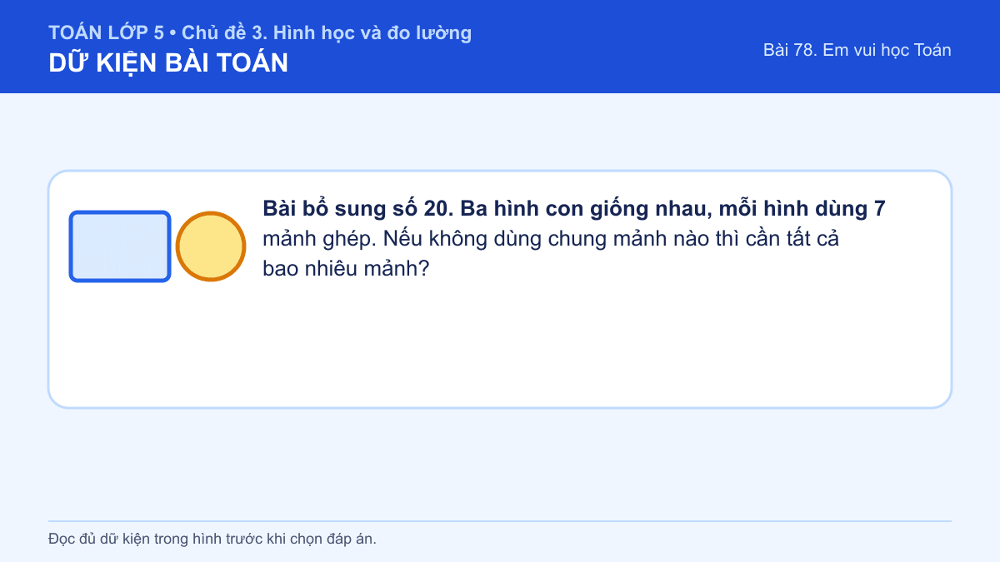 TOÁN LỚP 5 • Chủ đề 3. Hình học và đo lường
DỮ KIỆN BÀI TOÁN
Bài 78. Em vui học Toán
Bài bổ sung số 20. Ba hình con giống nhau, mỗi hình dùng 7
mảnh ghép. Nếu không dùng chung mảnh nào thì cần tất cả
bao nhiêu mảnh?
Đọc đủ dữ kiện trong hình trước khi chọn đáp án.